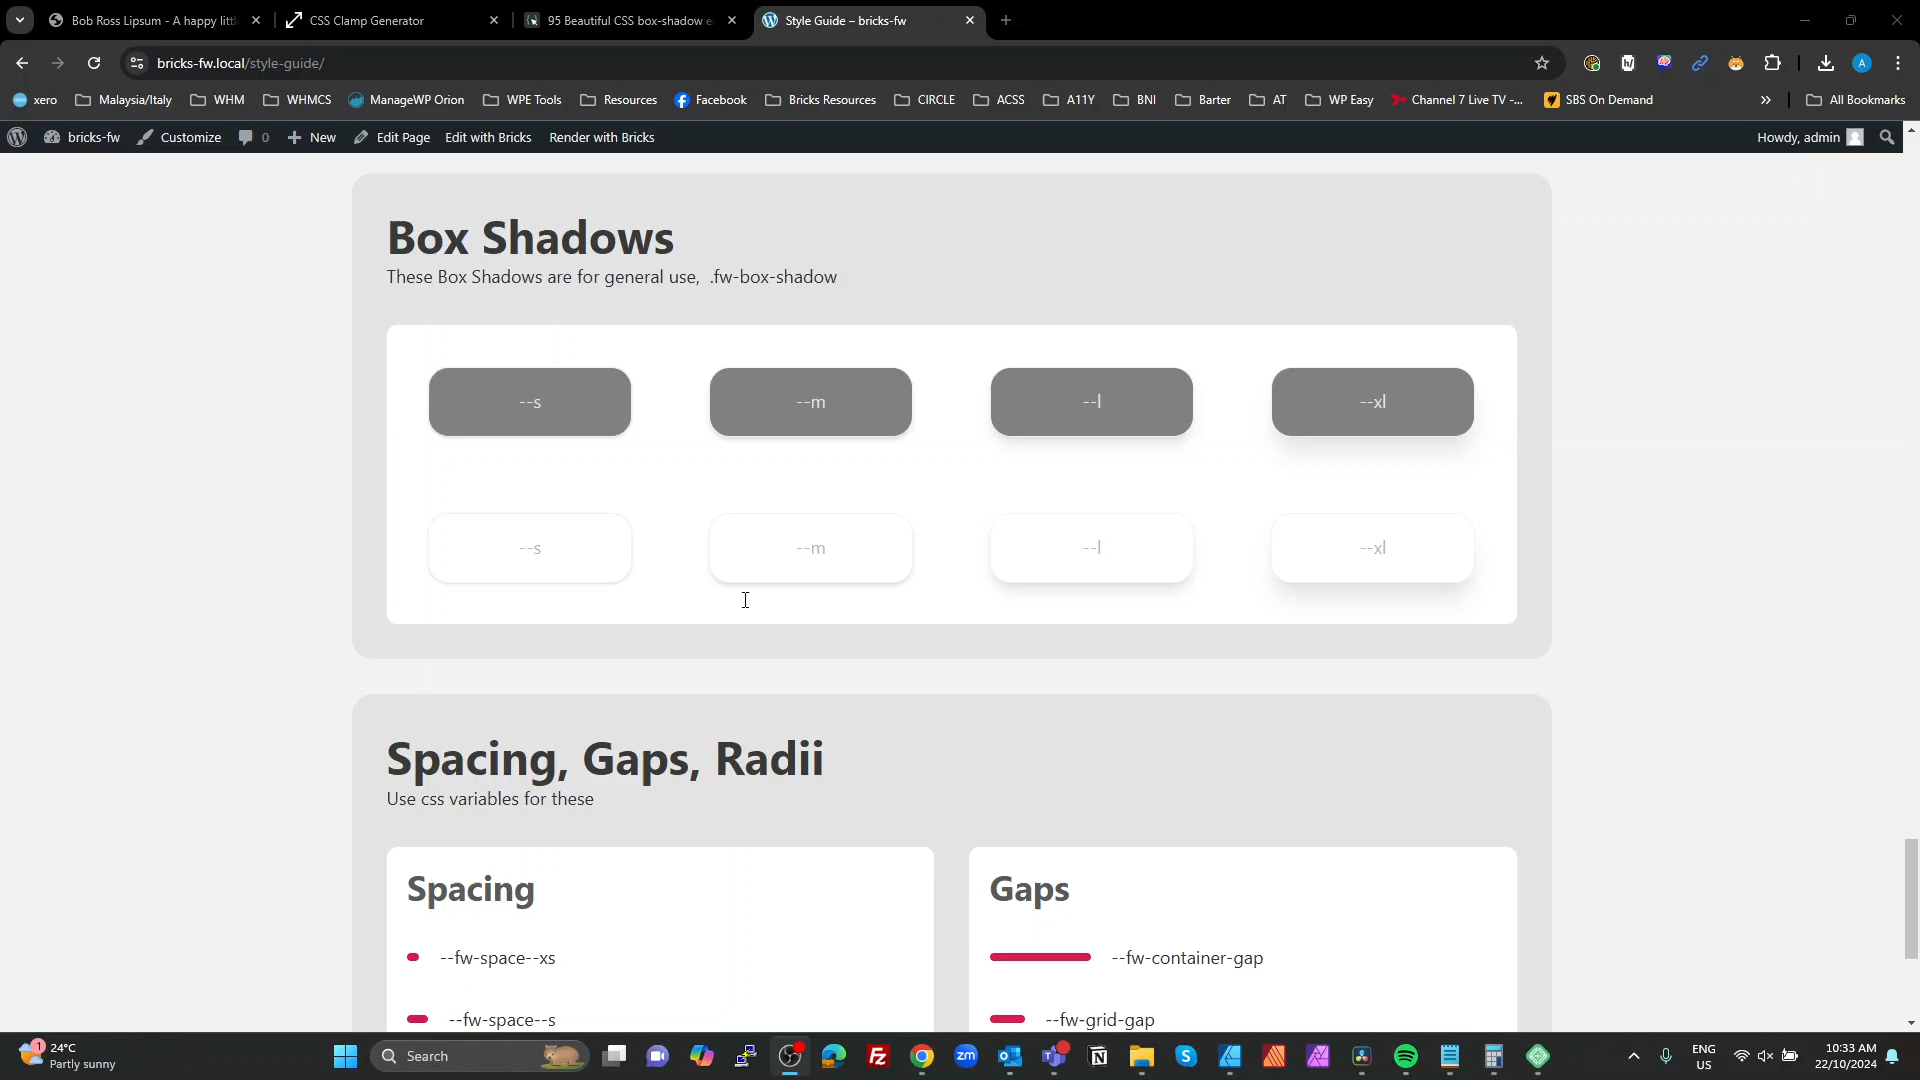 Bob Ross Lipsum - A happy littl
CSS Clamp Generator
95 Beautiful CSS box-shadow e
Style Guide – bricks-fw
bricks-fw.local/style-guide/
xero
Malaysia/Italy
WHM
WHMCS
ManageWP Orion
WPE Tools
Resources
Facebook
Bricks Resources
CIRCLE
ACSS
A11Y
BNI
Barter
AT
WP Easy
Channel 7 Live TV -...
SBS On Demand
»
All Bookmarks
bricks-fw
Customize
0
New
Edit Page
Edit with Bricks
Render with Bricks
Howdy, admin
Box Shadows
These Box Shadows are for general use,  .fw-box-shadow
--s
--m
--l
--xl
--s
--m
--l
--xl
Spacing, Gaps, Radii
Use css variables for these
Spacing
--fw-space--xs
--fw-space--s
Gaps
--fw-container-gap
--fw-grid-gap
1
24°C
Partly sunny
Search
zm
ENG
US
10:33 AM
22/10/2024